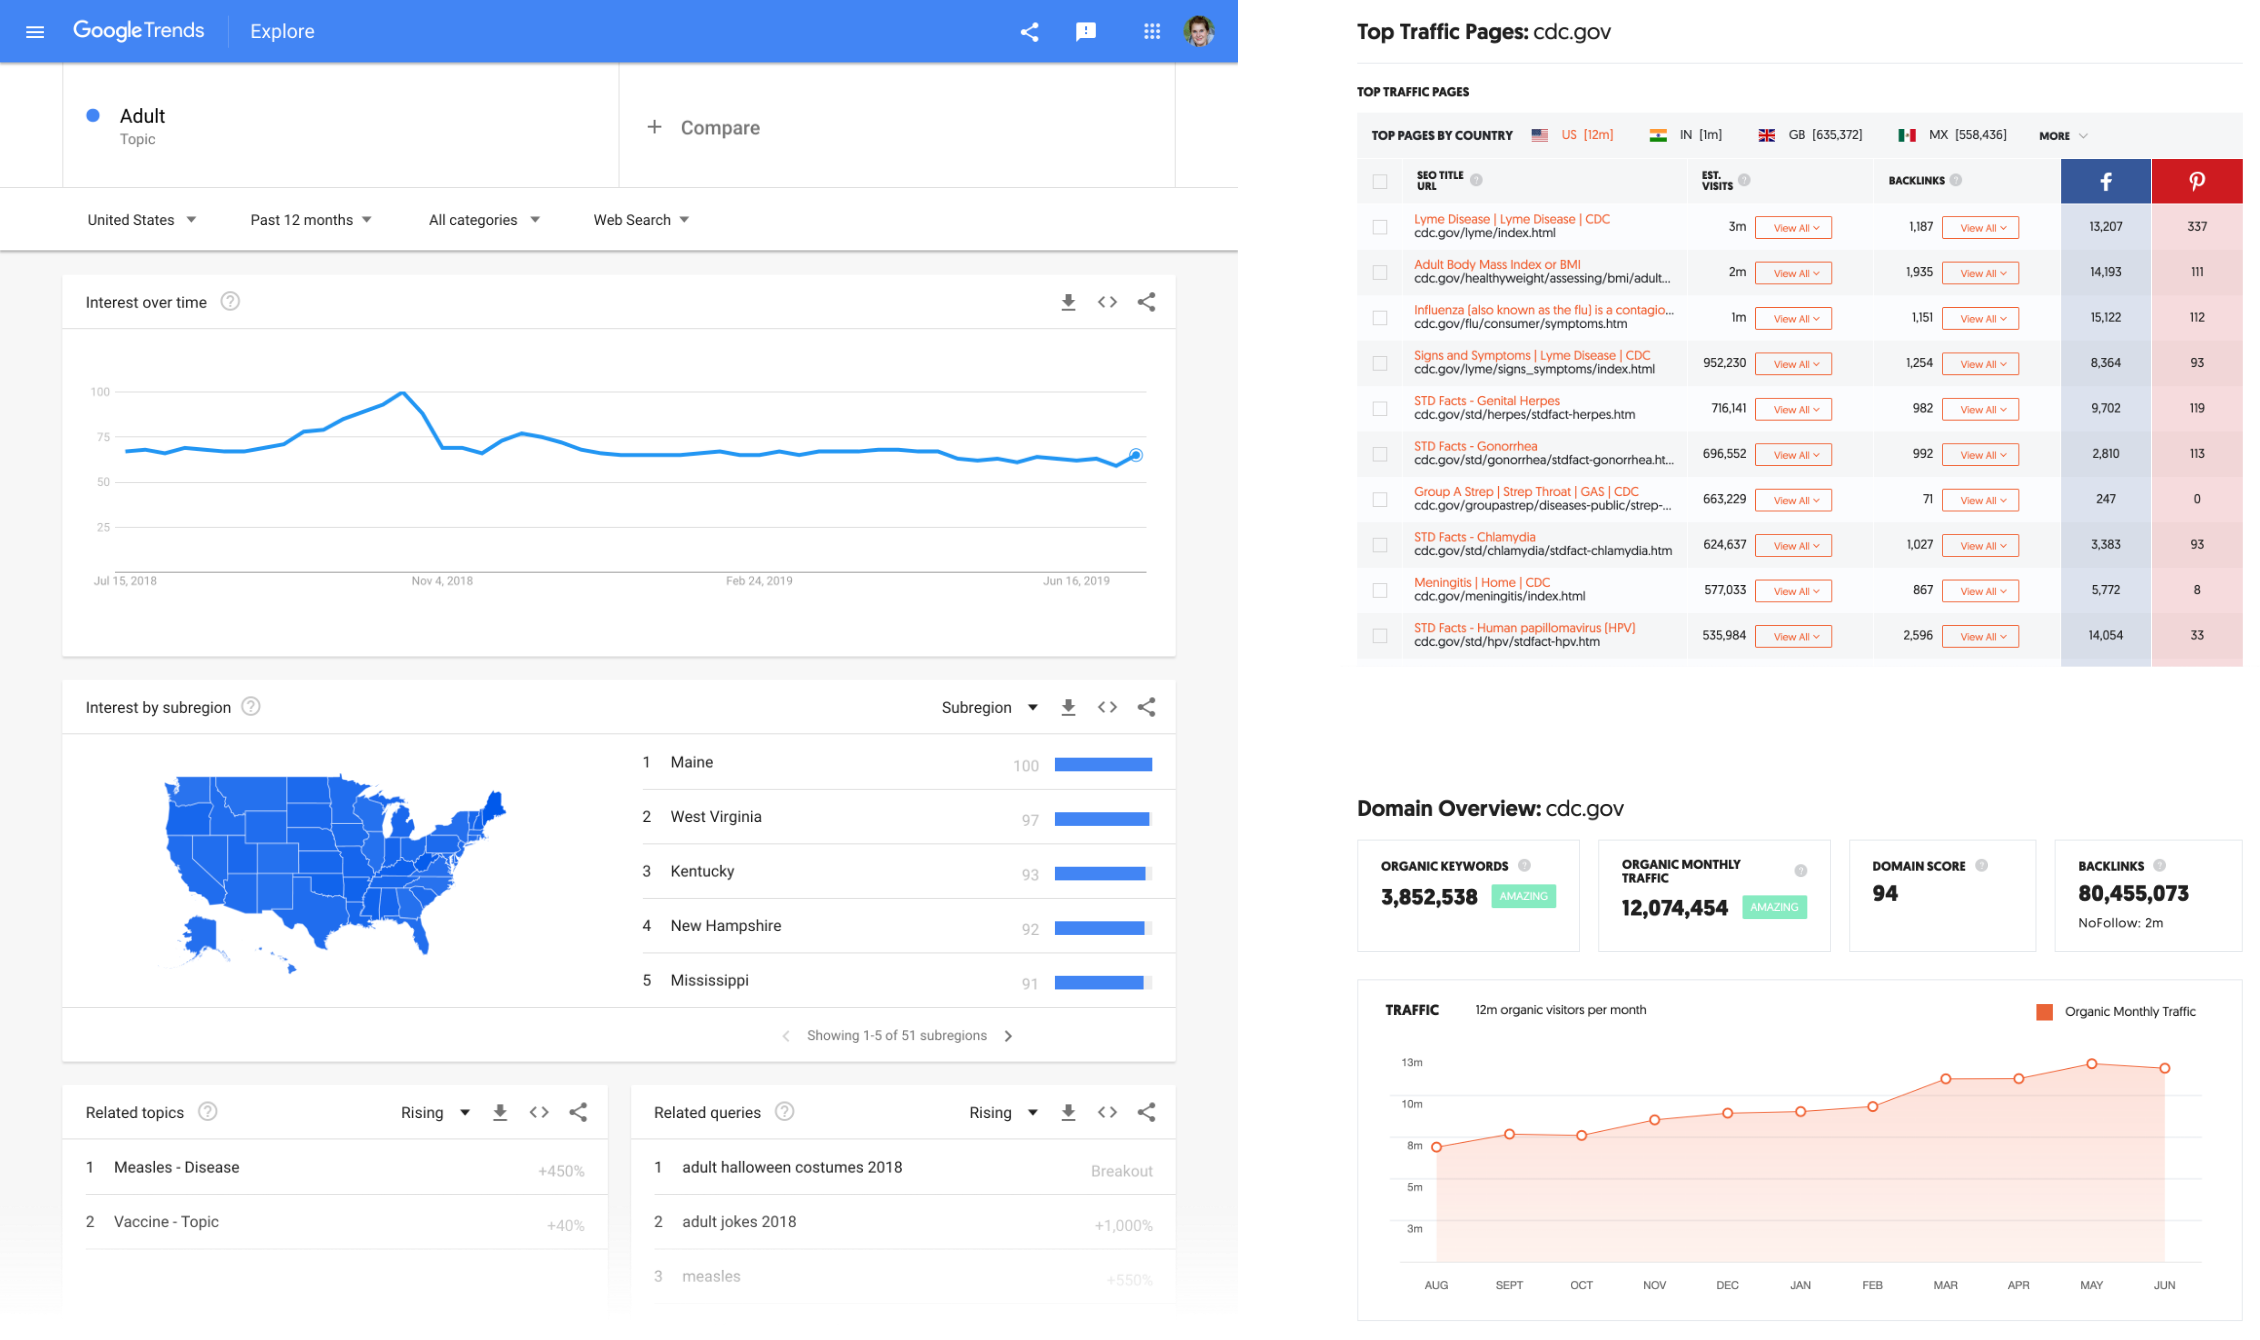 Google Trends
Explore
Adult
Topic
+ Compare
United States
Past 12 months
All categories
Web Search
Interest over time
100
75
50
25
Jul 15, 2018
Nov 4, 2018
Feb 24, 2019
Jun 16, 2019
Interest by subregion
Subregion
1 Maine 100
2 West Virginia 97
3 Kentucky 93
4 New Hampshire 92
5 Mississippi 91
Showing 1-5 of 51 subregions
Related topics
Rising
1 Measles - Disease +450%
2 Vaccine - Topic +40%
Related queries
Rising
1 adult halloween costumes 2018 Breakout
2 adult jokes 2018 +1,000%
3 measles +550%
Top Traffic Pages: cdc.gov
TOP TRAFFIC PAGES
TOP PAGES BY COUNTRY US [12m] IN [1m] GB [635,372] MX [558,436] MORE
SEO TITLE
URL
EST.
VISITS
BACKLINKS
Lyme Disease | Lyme Disease | CDC
cdc.gov/lyme/index.html
3m View All 1,187 View All 13,207 337
Adult Body Mass Index or BMI
cdc.gov/healthyweight/assessing/bmi/adult...
2m View All 1,935 View All 14,193 111
Influenza (also known as the flu) is a contagio...
cdc.gov/flu/consumer/symptoms.htm
1m View All 1,151 View All 15,122 112
Signs and Symptoms | Lyme Disease | CDC
cdc.gov/lyme/signs_symptoms/index.html
952,230 View All 1,254 View All 8,364 93
STD Facts - Genital Herpes
cdc.gov/std/herpes/stdfact-herpes.htm
716,141 View All 982 View All 9,702 119
STD Facts - Gonorrhea
cdc.gov/std/gonorrhea/stdfact-gonorrhea.ht...
696,552 View All 992 View All 2,810 113
Group A Strep | Strep Throat | GAS | CDC
cdc.gov/groupastrep/diseases-public/strep-...
663,229 View All 71 View All 247 0
STD Facts - Chlamydia
cdc.gov/std/chlamydia/stdfact-chlamydia.htm
624,637 View All 1,027 View All 3,383 93
Meningitis | Home | CDC
cdc.gov/meningitis/index.html
577,033 View All 867 View All 5,772 8
STD Facts - Human papillomavirus (HPV)
cdc.gov/std/hpv/stdfact-hpv.htm
535,984 View All 2,596 View All 14,054 33
Domain Overview: cdc.gov
ORGANIC KEYWORDS
3,852,538 AMAZING
ORGANIC MONTHLY
TRAFFIC
12,074,454 AMAZING
DOMAIN SCORE
94
BACKLINKS
80,455,073
NoFollow: 2m
TRAFFIC 12m organic visitors per month
Organic Monthly Traffic
13m
10m
8m
5m
3m
AUG SEPT OCT NOV DEC JAN FEB MAR APR MAY JUN